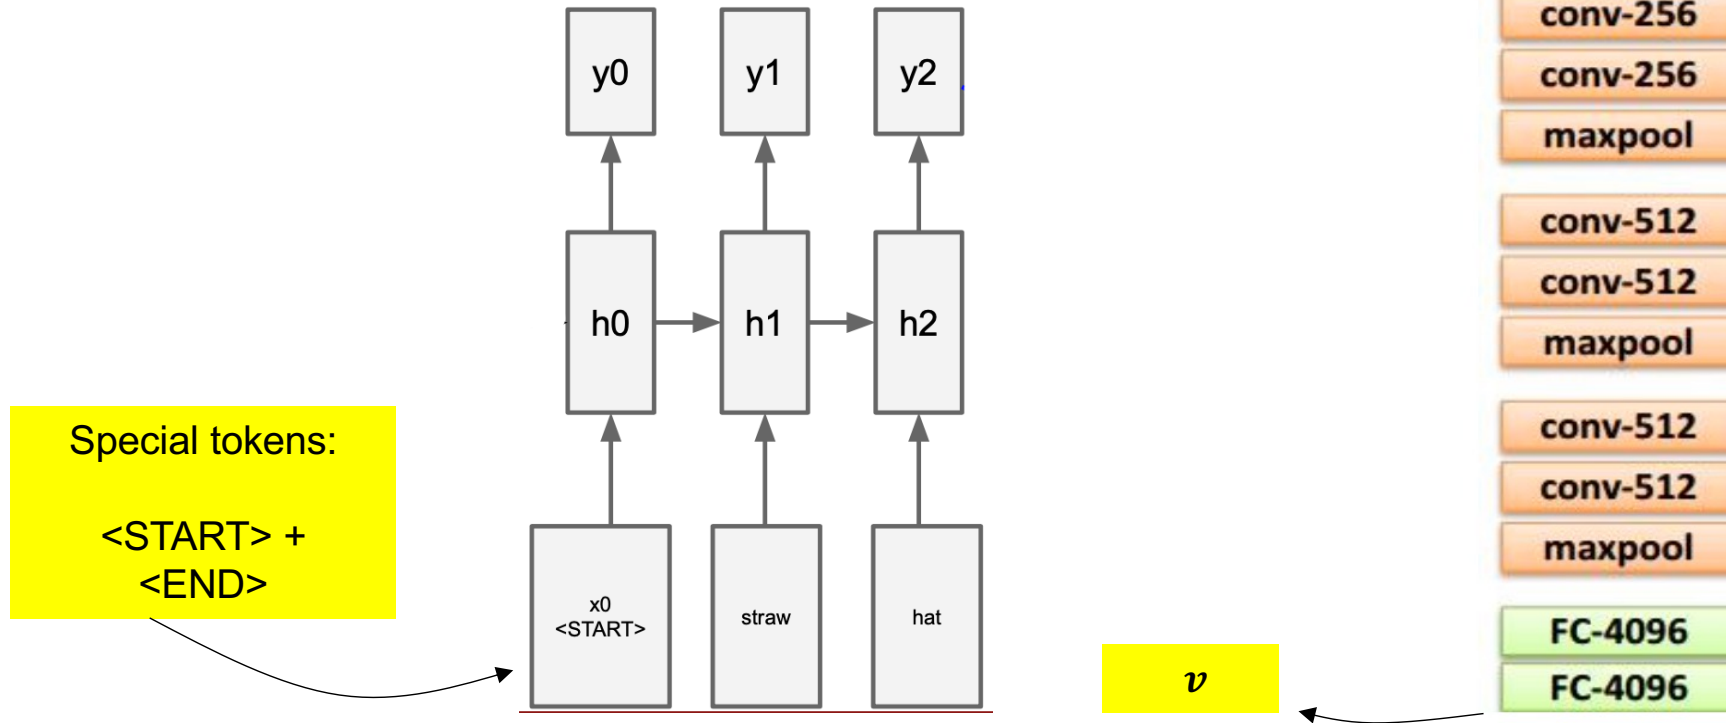 y0
y1
y2
h0
h1
h2
Special tokens:
<START> +
<END>
x0
<START>
straw
hat
v
conv-256
conv-256
maxpool
conv-512
conv-512
maxpool
conv-512
conv-512
maxpool
FC-4096
FC-4096